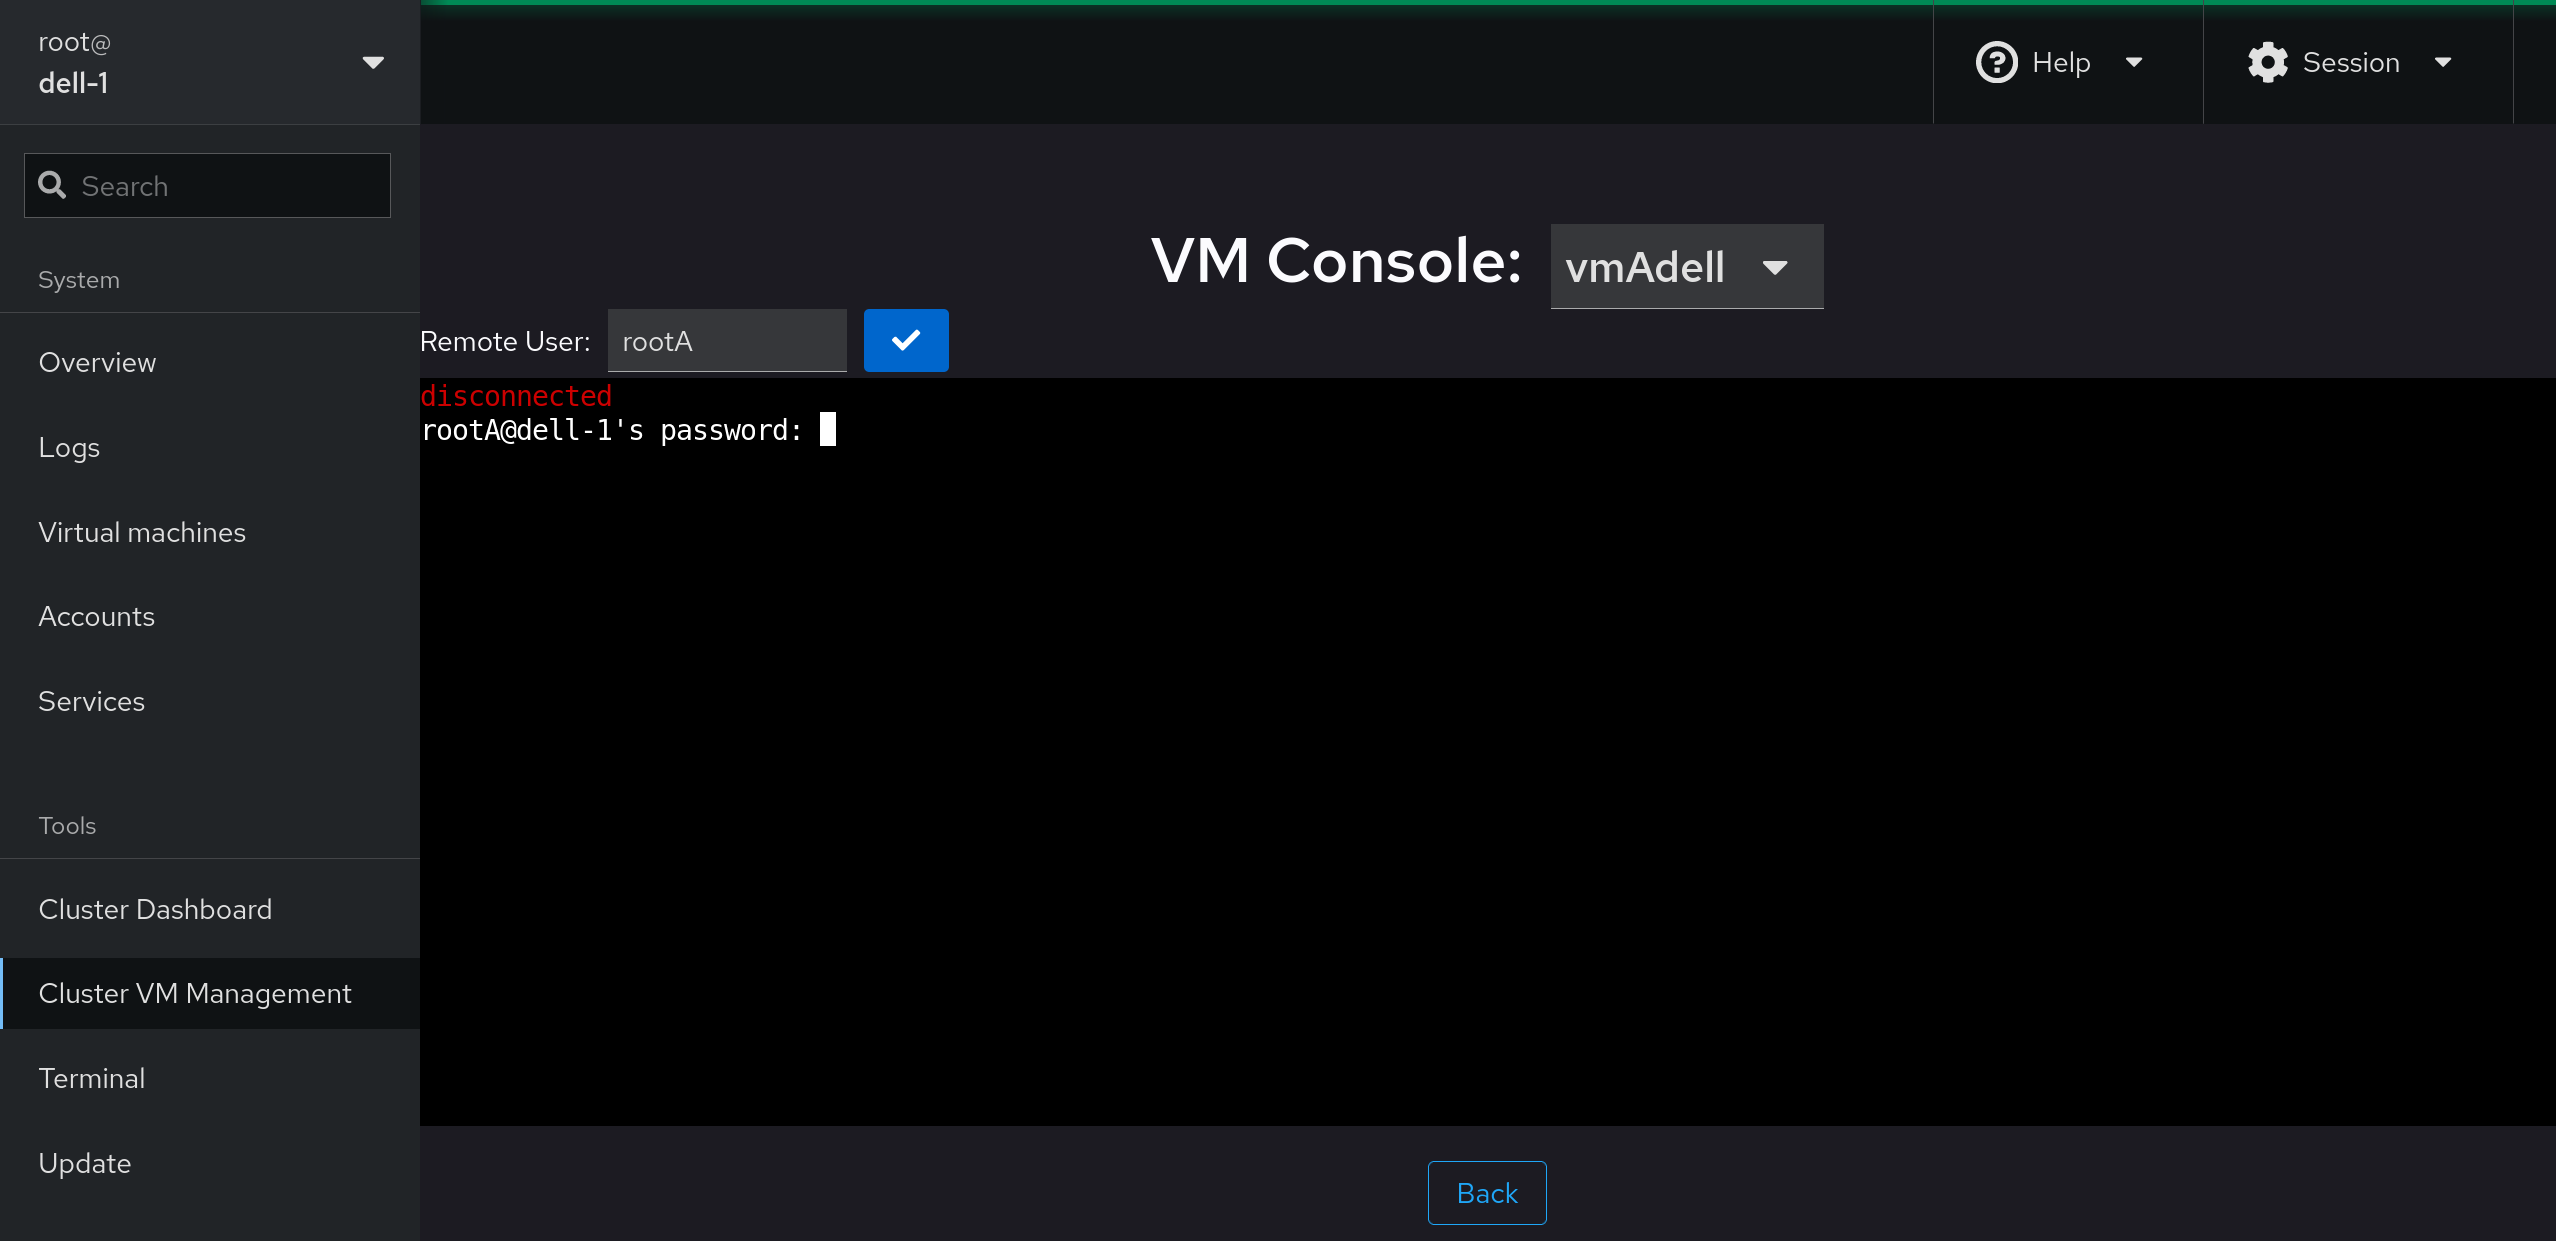 root@
dell-1
Help
Session
Search
System
Overview
Logs
Virtual machines
Accounts
Services
Tools
Cluster Dashboard
Cluster VM Management
Terminal
Update
VM Console: vmAdell
Remote User: rootA
disconnected
rootA@dell-1's password:
Back